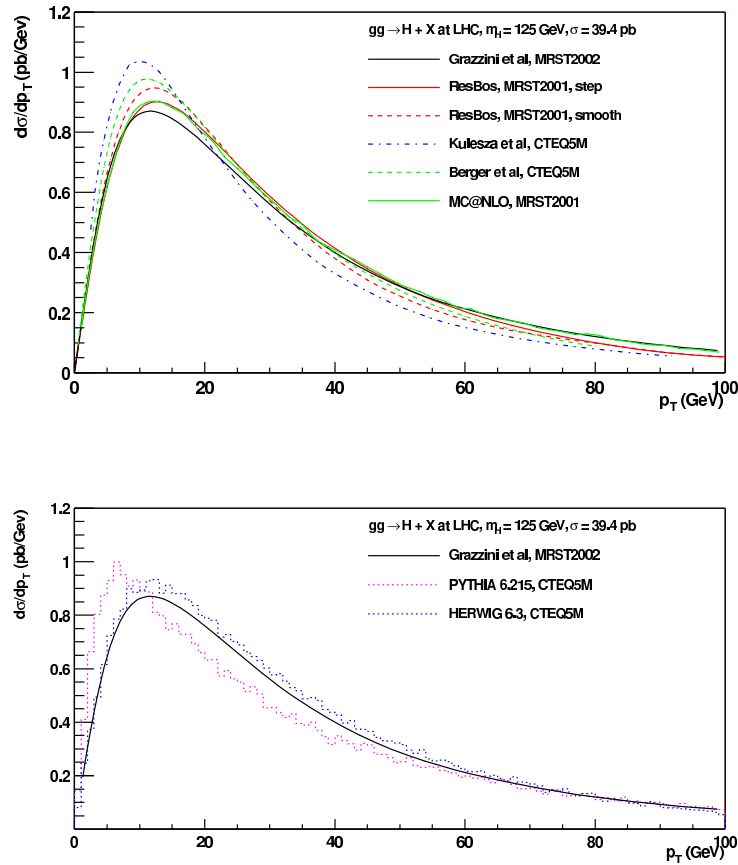 dσ/dp_T (pb/Gev)
1.2
1
0.8
0.6
0.4
0.2
0
gg→H + X at LHC, m_H = 125 GeV, σ = 39.4 pb
Grazzini et al, MRST2002
ResBos, MRST2001, step
ResBos, MRST2001, smooth
Kulesza et al, CTEQ5M
Berger et al, CTEQ5M
MC@NLO, MRST2001
0 20 40 60 80 100
p_T (GeV)
dσ/dp_T (pb/Gev)
1.2
1
0.8
0.6
0.4
0.2
gg→H + X at LHC, m_H = 125 GeV, σ = 39.4 pb
Grazzini et al, MRST2002
PYTHIA 6.215, CTEQ5M
HERWIG 6.3, CTEQ5M
0 20 40 60 80 100
p_T (GeV)